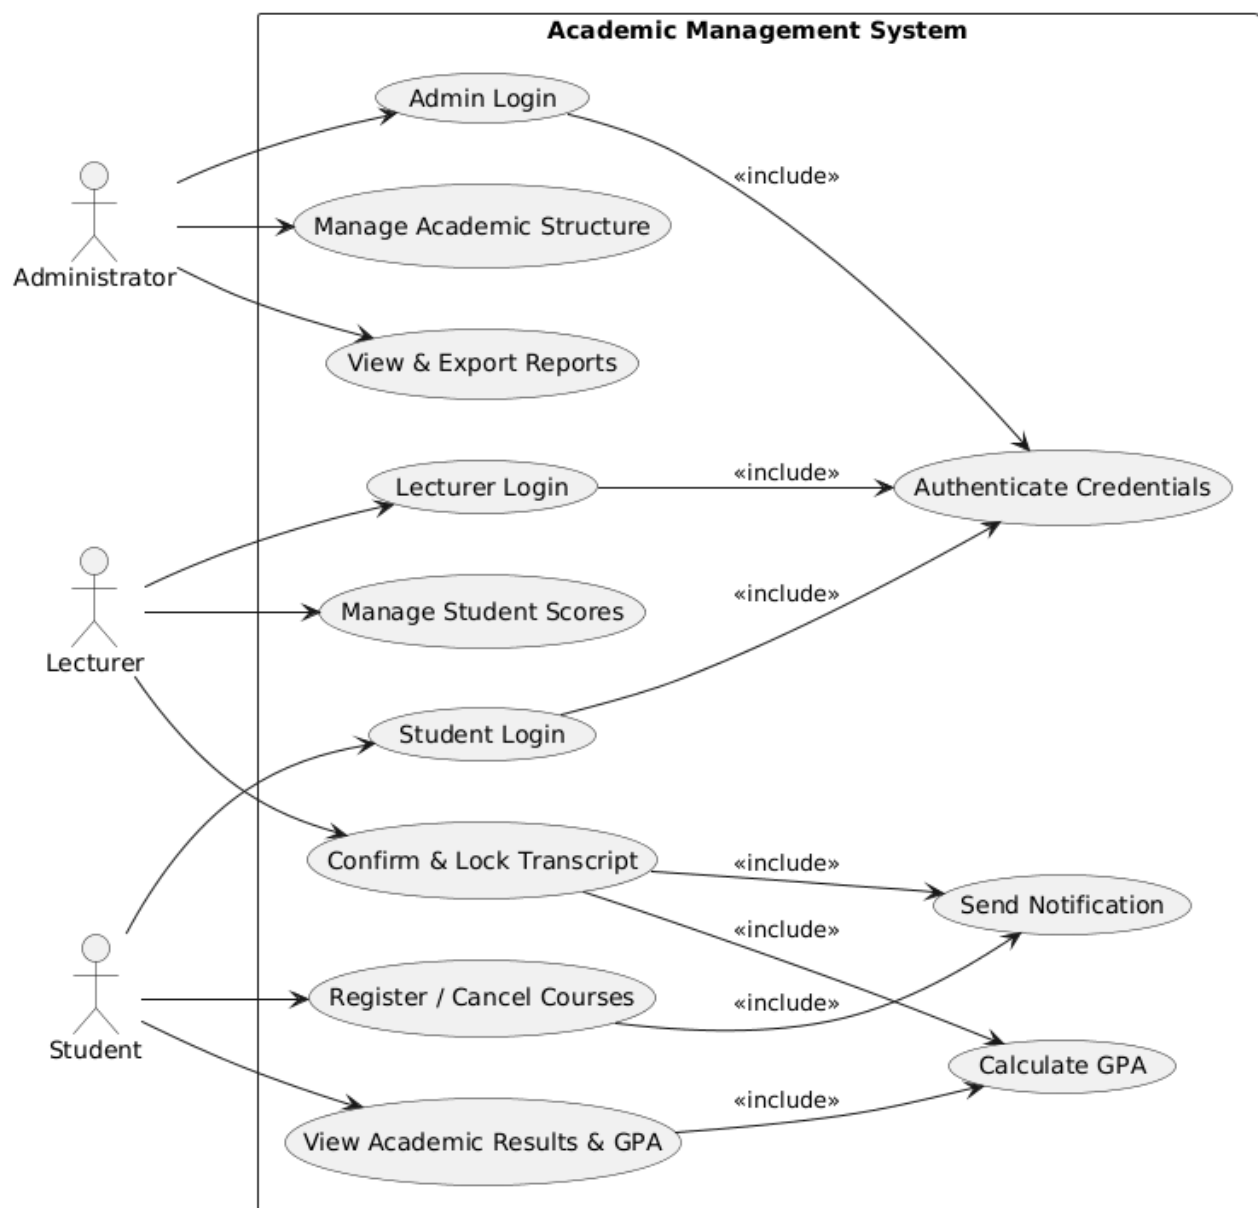 Academic Management System
Admin Login
«include»
Manage Academic Structure
Administrator
View & Export Reports
Lecturer Login
«include»
Authenticate Credentials
«include»
Manage Student Scores
Lecturer
Student Login
Confirm & Lock Transcript
«include»
Send Notification
«include»
Register / Cancel Courses
«include»
Student
Calculate GPA
«include»
View Academic Results & GPA